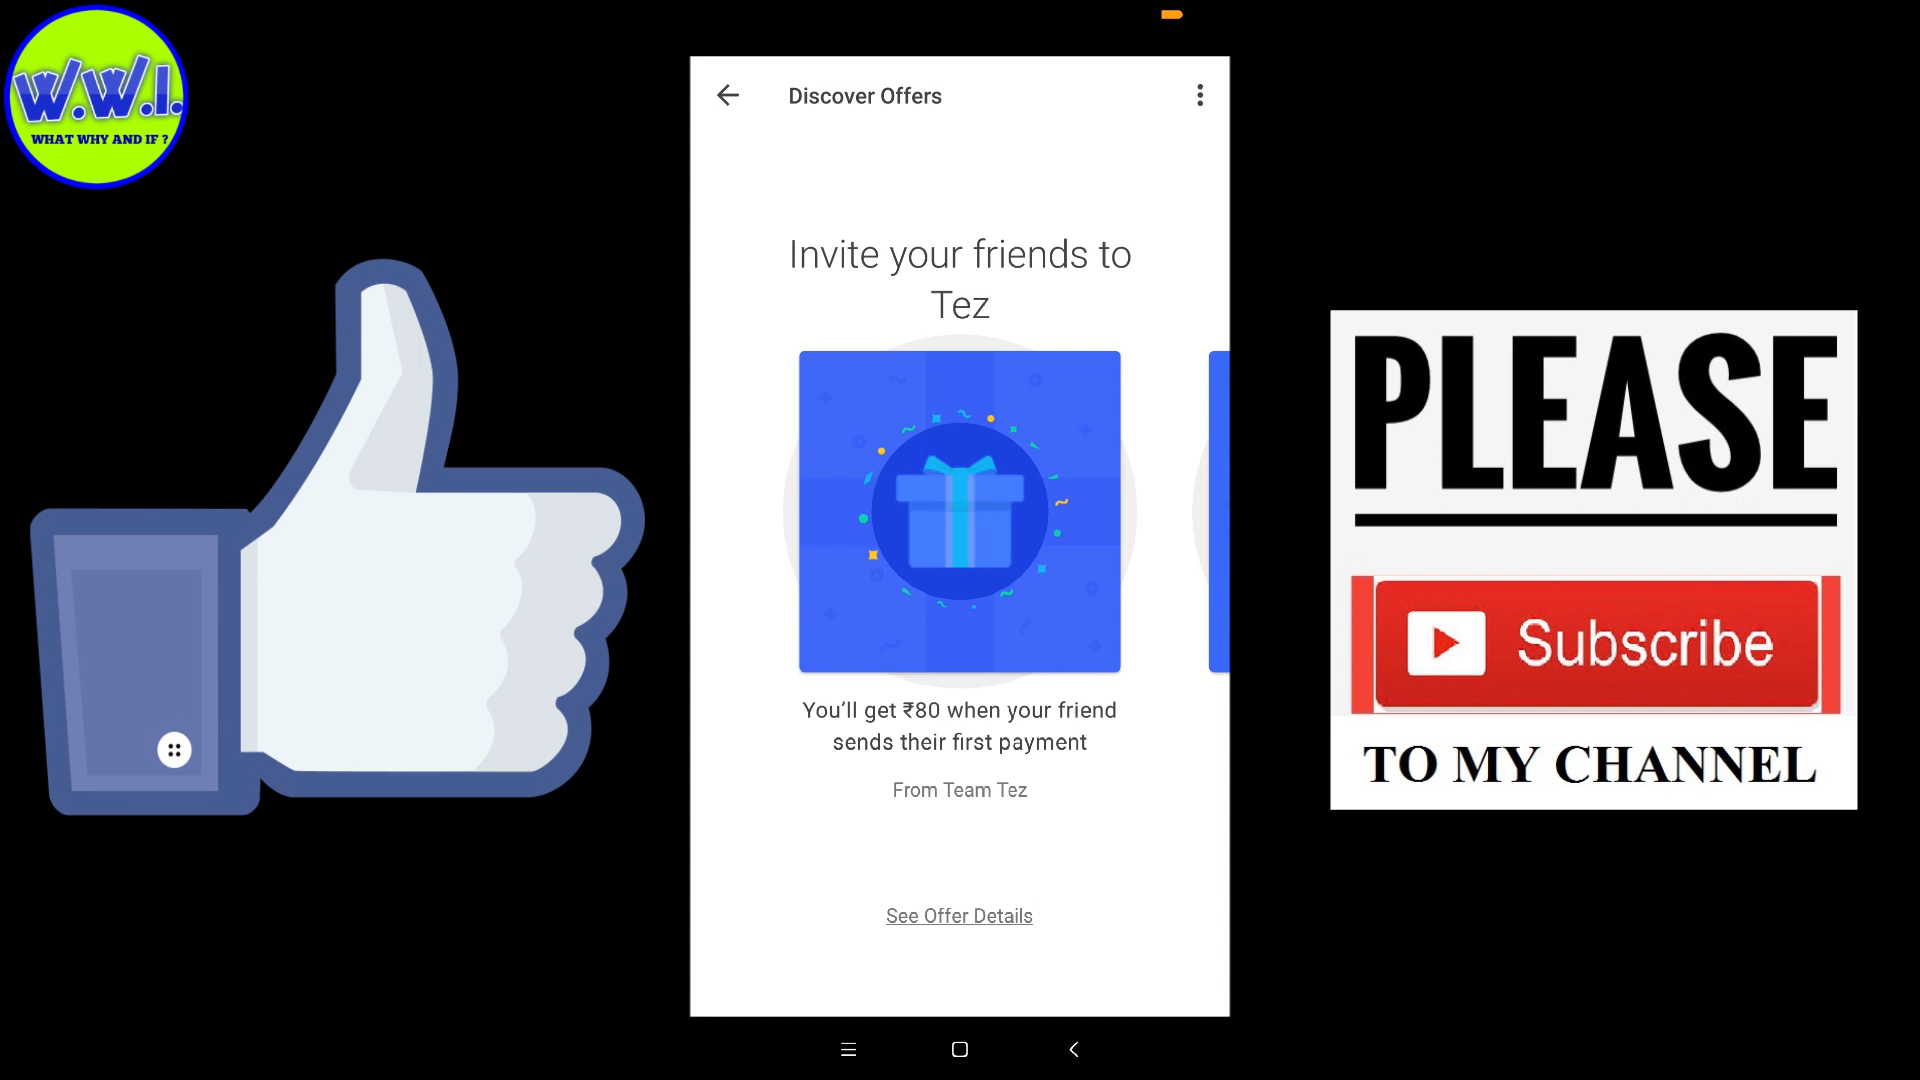 W.W.I.
WHAT WHY AND IF ?
Discover Offers
Invite your friends to
Tez
You’ll get ₹80 when your friend
sends their first payment
From Team Tez
See Offer Details
PLEASE
Subscribe
TO MY CHANNEL